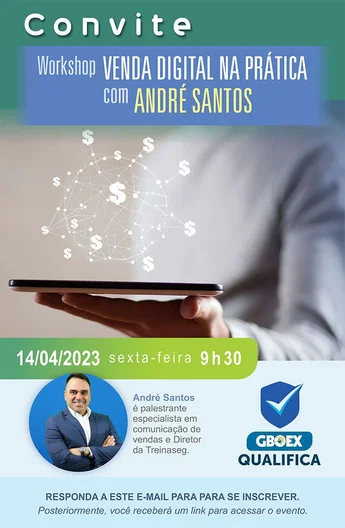 Convite
Workshop VENDA DIGITAL NA PRÁTICA
com ANDRÉ SANTOS
$ $ $ $ $ $ $ $ $
14/04/2023 sexta-feira 9h30
André Santos
é palestrante
especialista em
comunicação de
vendas e Diretor
da Treinaseg.
GBOEX
QUALIFICA
RESPONDA A ESTE E-MAIL PARA PARA SE INSCREVER.
Posteriormente, você receberá um link para acessar o evento.